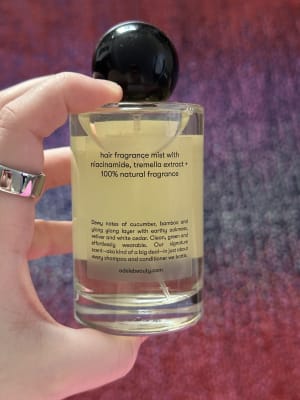 hair fragrance mist with
niacinamide, tremella extract +
100% natural fragrance
Dewy notes of cucumber, bamboo and
ylang ylang layer with earthy oakmoss,
vetiver and white cedar. Clean, green and
effortlessly wearable. Our signature
scent—also kind of a big deal—in just about
every shampoo and conditioner we bottle.
odelebeauty.com